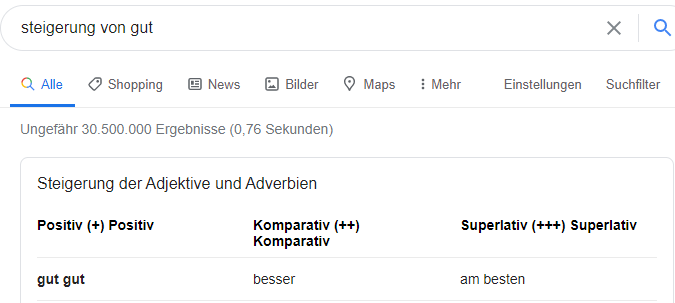 steigerung von gut
Alle Shopping News Bilder Maps Mehr Einstellungen Suchfilter
Ungefähr 30.500.000 Ergebnisse (0,76 Sekunden)
Steigerung der Adjektive und Adverbien
Positiv (+) Positiv Komparativ (++) Superlativ (+++) Superlativ
Komparativ
gut gut besser am besten